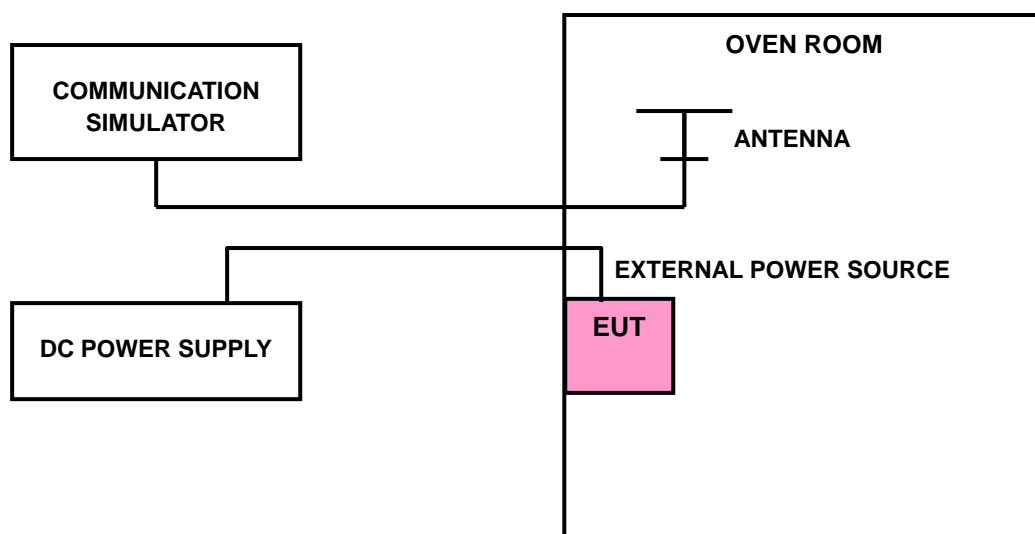 OVEN ROOM
COMMUNICATION
SIMULATOR
ANTENNA
EXTERNAL POWER SOURCE
EUT
DC POWER SUPPLY